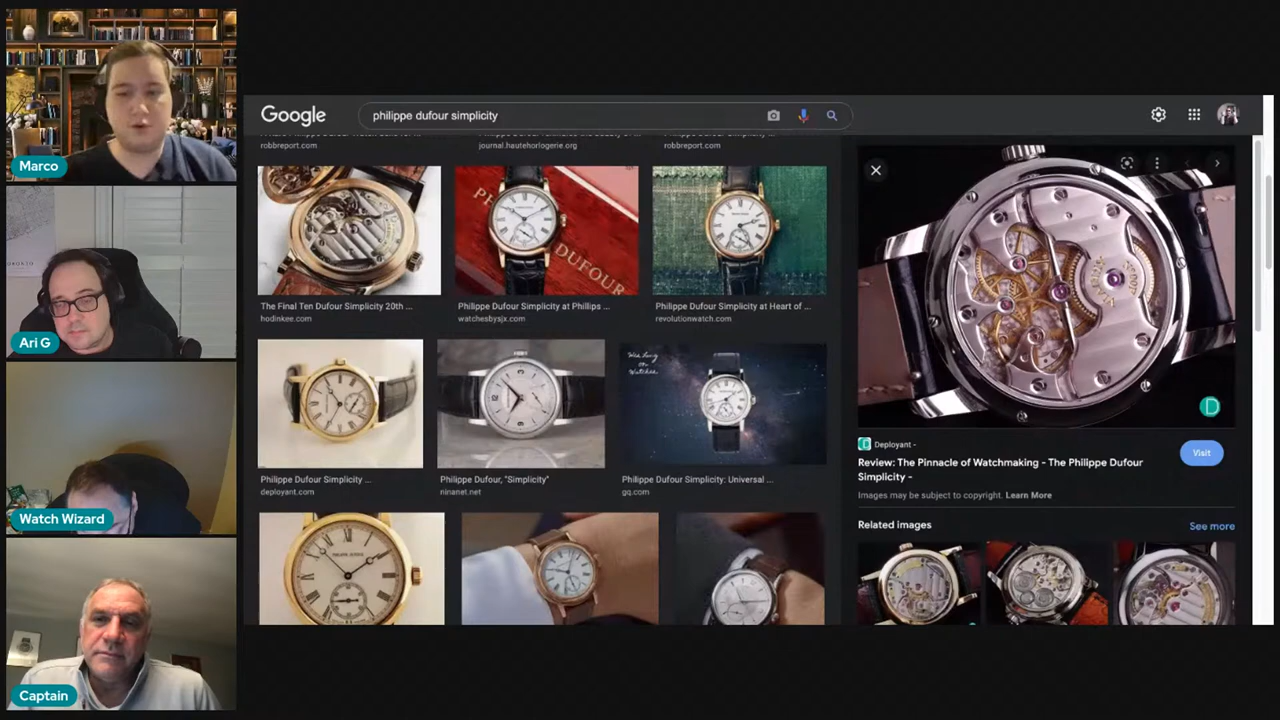 Marco
Ari G
Watch Wizard
Captain
Google
philippe dufour simplicity
robbreport.com
journal.hautehorlogerie.org
robbreport.com
The Final Ten Dufour Simplicity 20th ...
hodinkee.com
Philippe Dufour Simplicity at Phillips ...
watchesbysjx.com
Philippe Dufour Simplicity at Heart of ...
revolutionwatch.com
DUFOUR
Philippe Dufour Simplicity ...
deployant.com
Philippe Dufour, "Simplicity"
ninanel.net
Philippe Dufour Simplicity: Universal ...
gq.com
Deployant -
Review: The Pinnacle of Watchmaking - The Philippe Dufour
Simplicity -
Visit
Images may be subject to copyright. Learn More
Related images
See more